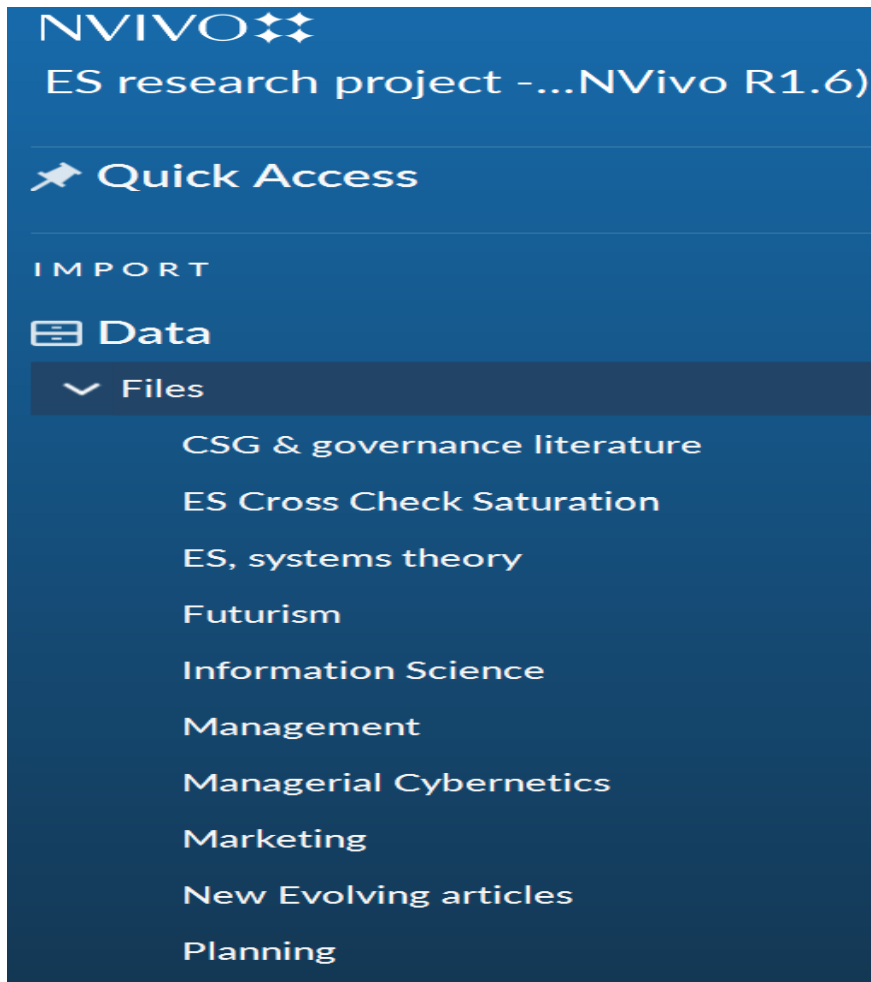 NVIVO
ES research project -...NVivo R1.6)
Quick Access
IMPORT
Data
Files
CSG & governance literature
ES Cross Check Saturation
ES, systems theory
Futurism
Information Science
Management
Managerial Cybernetics
Marketing
New Evolving articles
Planning